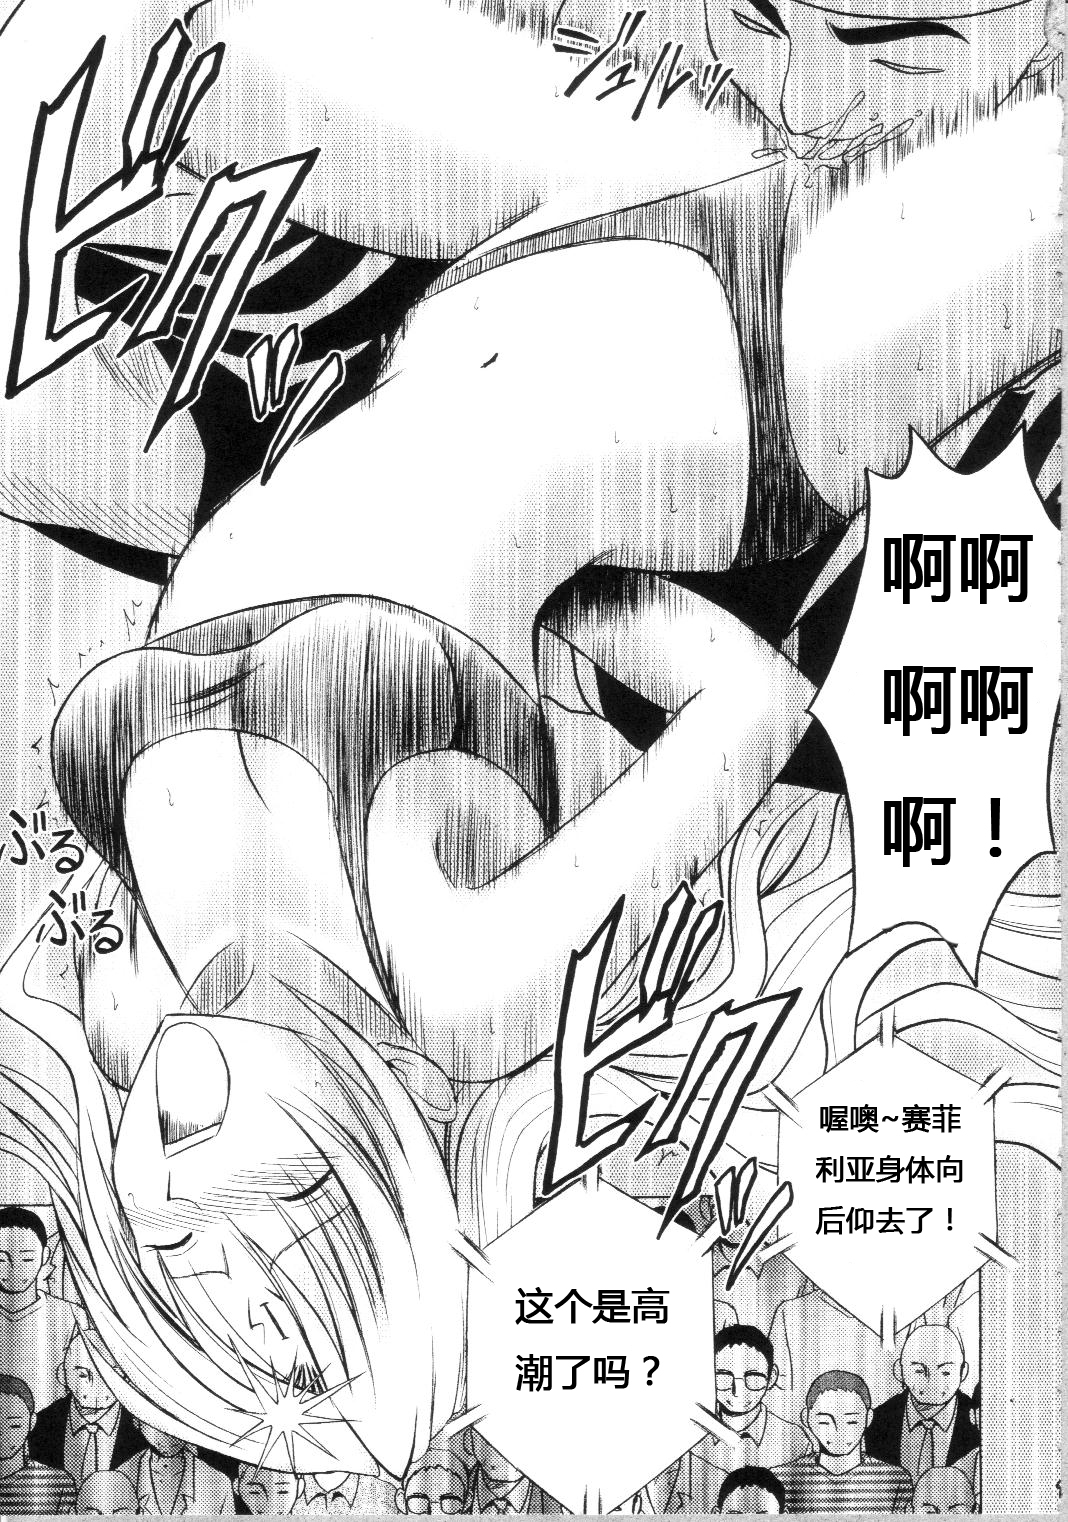 ジュルッ
ビクッ
啊啊
啊啊
啊！
ぶる
ぶる
ビクッ
喔噢~赛菲
利亚身体向
后仰去了！
这个是高
潮了吗？